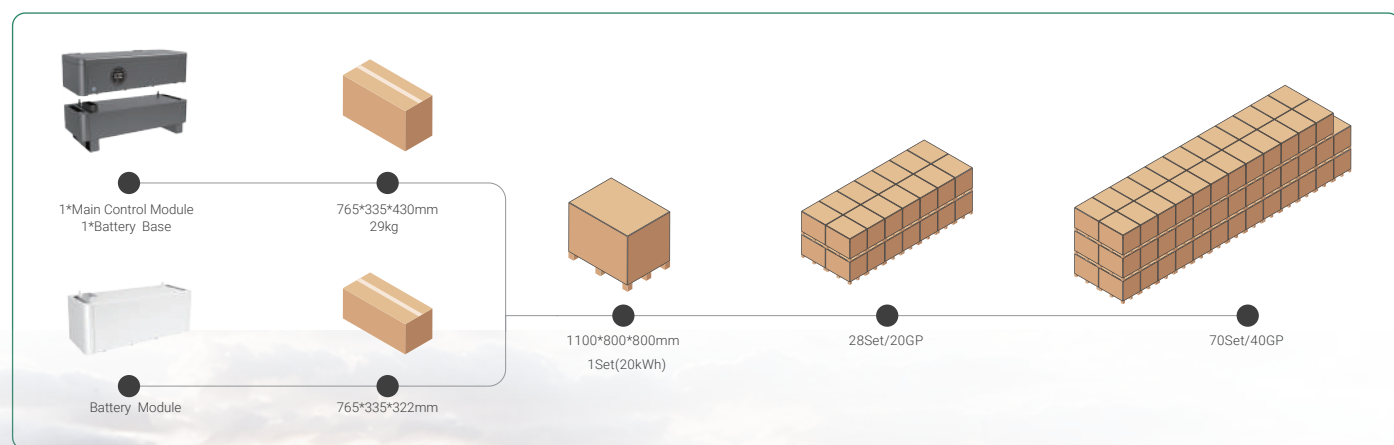 1*Main Control Module
1*Battery Base
765*335*430mm
29kg
1100*800*800mm
1Set(20kWh)
28Set/20GP
70Set/40GP
Battery Module
765*335*322mm